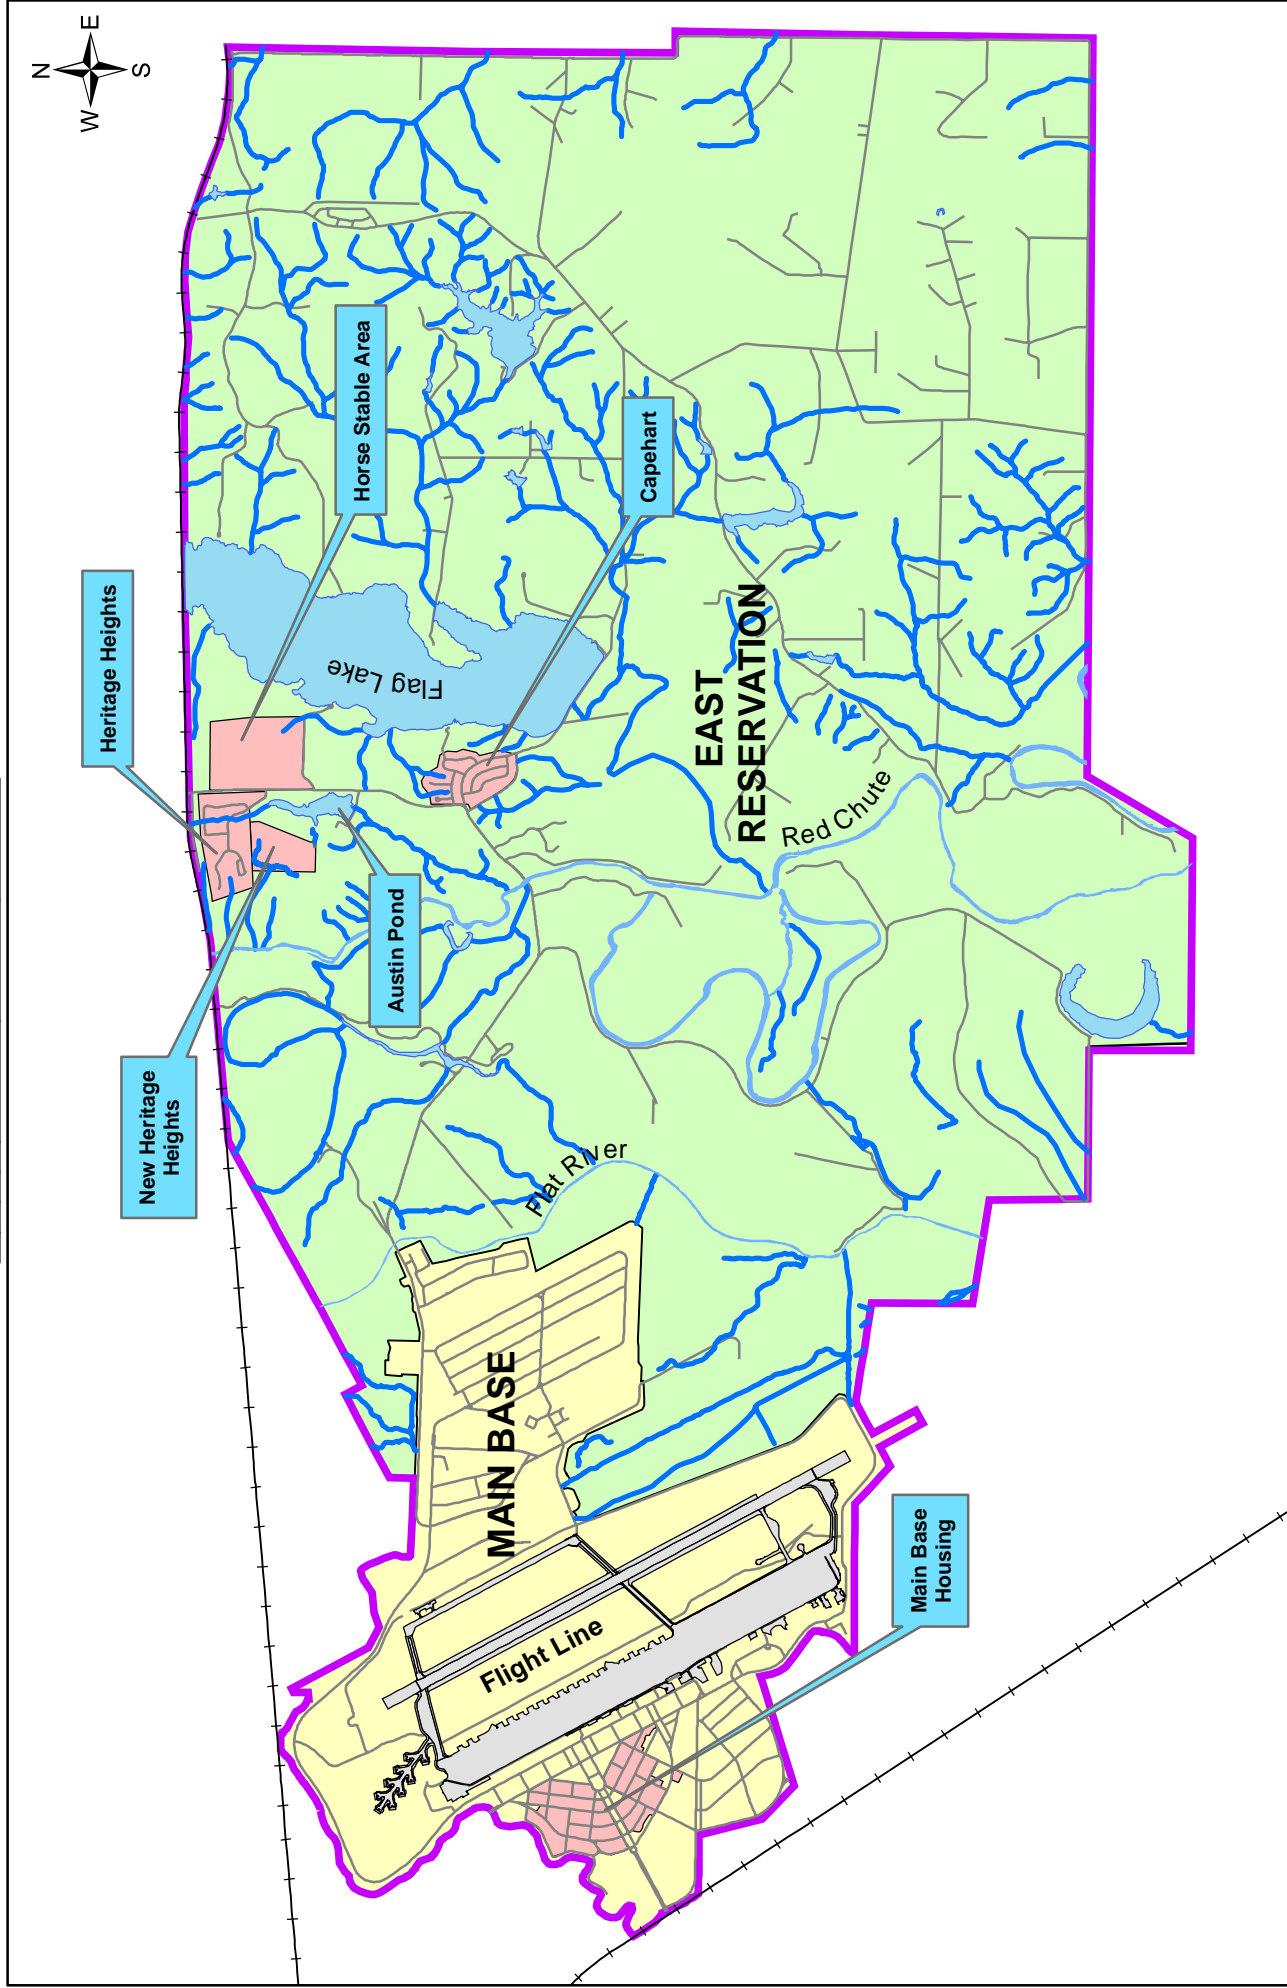 N
W
E
S
Heritage Heights
New Heritage
Heights
Horse Stable Area
Flag Lake
Austin Pond
Capehart
EAST
RESERVATION
Red Chute
Flat River
MAIN BASE
Flight Line
Main Base
Housing